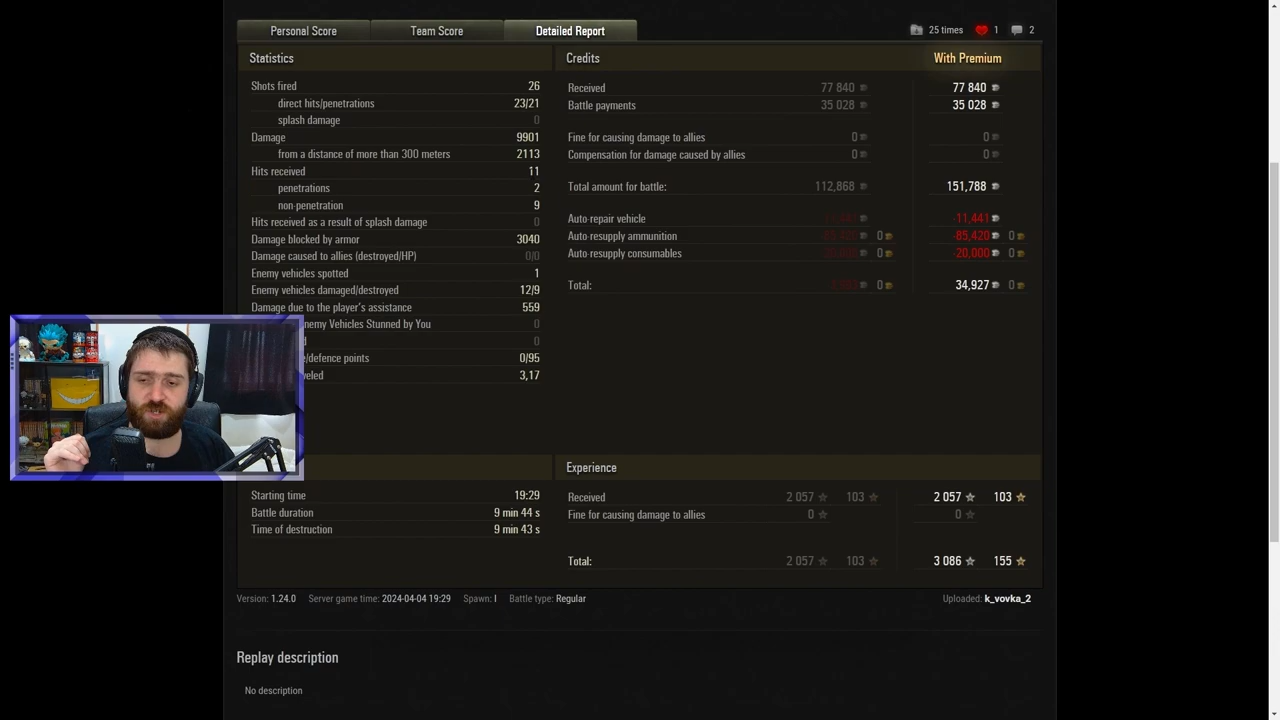 Personal Score Team Score Detailed Report 25 times 1 2
Statistics Credits With Premium
Shots fired 26
direct hits/penetrations 23/21
splash damage 0
Damage 9901
from a distance of more than 300 meters 2113
Hits received 11
penetrations 2
non-penetration 9
Hits received as a result of splash damage 0
Damage blocked by armor 3040
Damage caused to allies (destroyed/HP) 0/0
Enemy vehicles spotted 1
Enemy vehicles damaged/destroyed 12/9
Damage due to the player's assistance 559
nemy Vehicles Stunned by You 0
d 0
/defence points 0/95
veled 3,17
Received 77 840 77 840
Battle payments 35 028 35 028
Fine for causing damage to allies 0 0
Compensation for damage caused by allies 0 0
Total amount for battle: 112,868 151,788
Auto-repair vehicle -11,441
Auto-resupply ammunition 0 -85,420 0
Auto-resupply consumables 0 -20,000 0
Total: 0 34,927 0
Experience
Starting time 19:29
Battle duration 9 min 44 s
Time of destruction 9 min 43 s
Received 2 057 103 2 057 103
Fine for causing damage to allies 0 0
Total: 2 057 103 3 086 155
Version: 1.24.0 Server game time: 2024-04-04 19:29 Spawn: I Battle type: Regular Uploaded: k_vovka_2
Replay description
No description